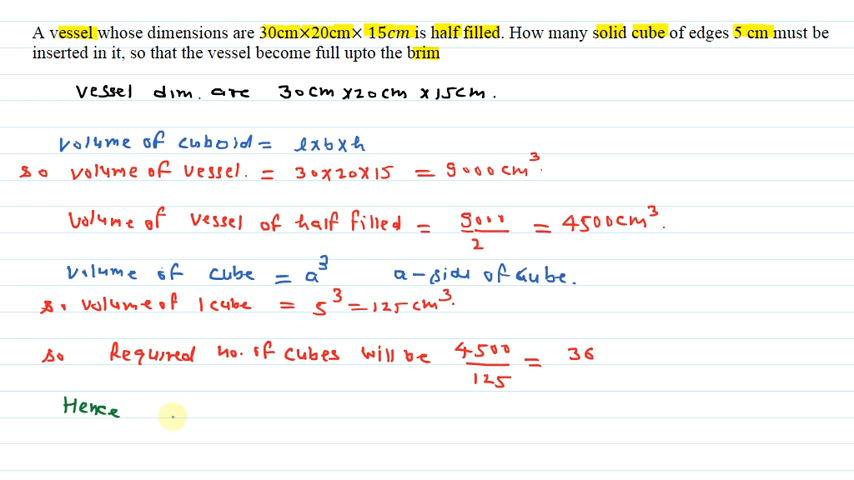 A vessel whose dimensions are 30cm×20cm× 15cm is half filled. How many solid cube of edges 5 cm must be
inserted in it, so that the vessel become full upto the brim
Vessel dim. are 30cm x20cm x15cm.
Volume of cuboid = lxbxh
so volume of vessel. = 30x20x15 = 9000 cm³.
Volume of vessel of half filled = 9000/2 = 4500cm³.
Volume of cube = a³ a-side of cube.
so volume of 1 cube = 5³ = 125 cm³.
so Required no. of cubes will be 4500/125 = 36
Hence